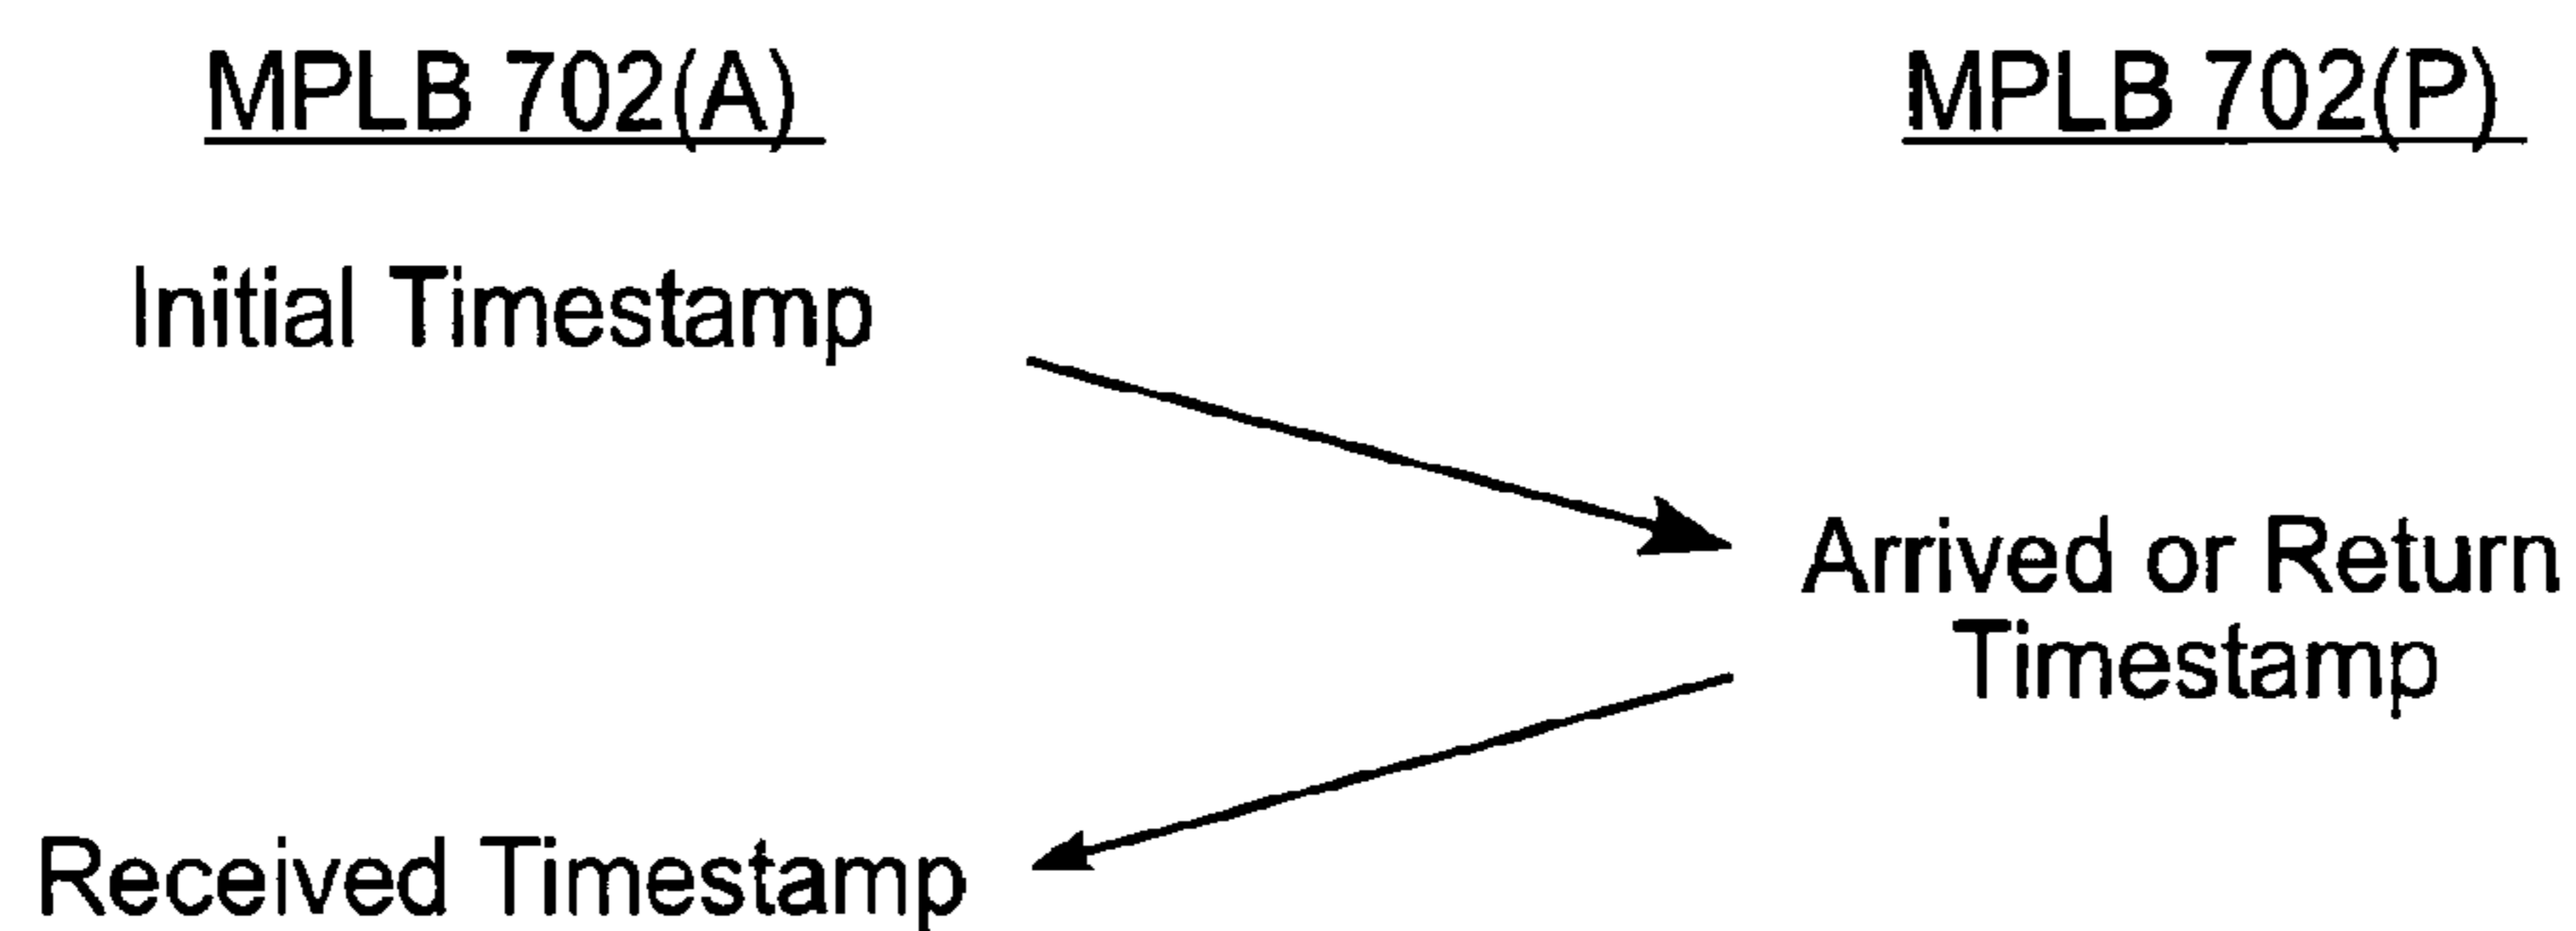 MPLB 702(A)
MPLB 702(P)
Initial Timestamp
Arrived or Return
Timestamp
Received Timestamp